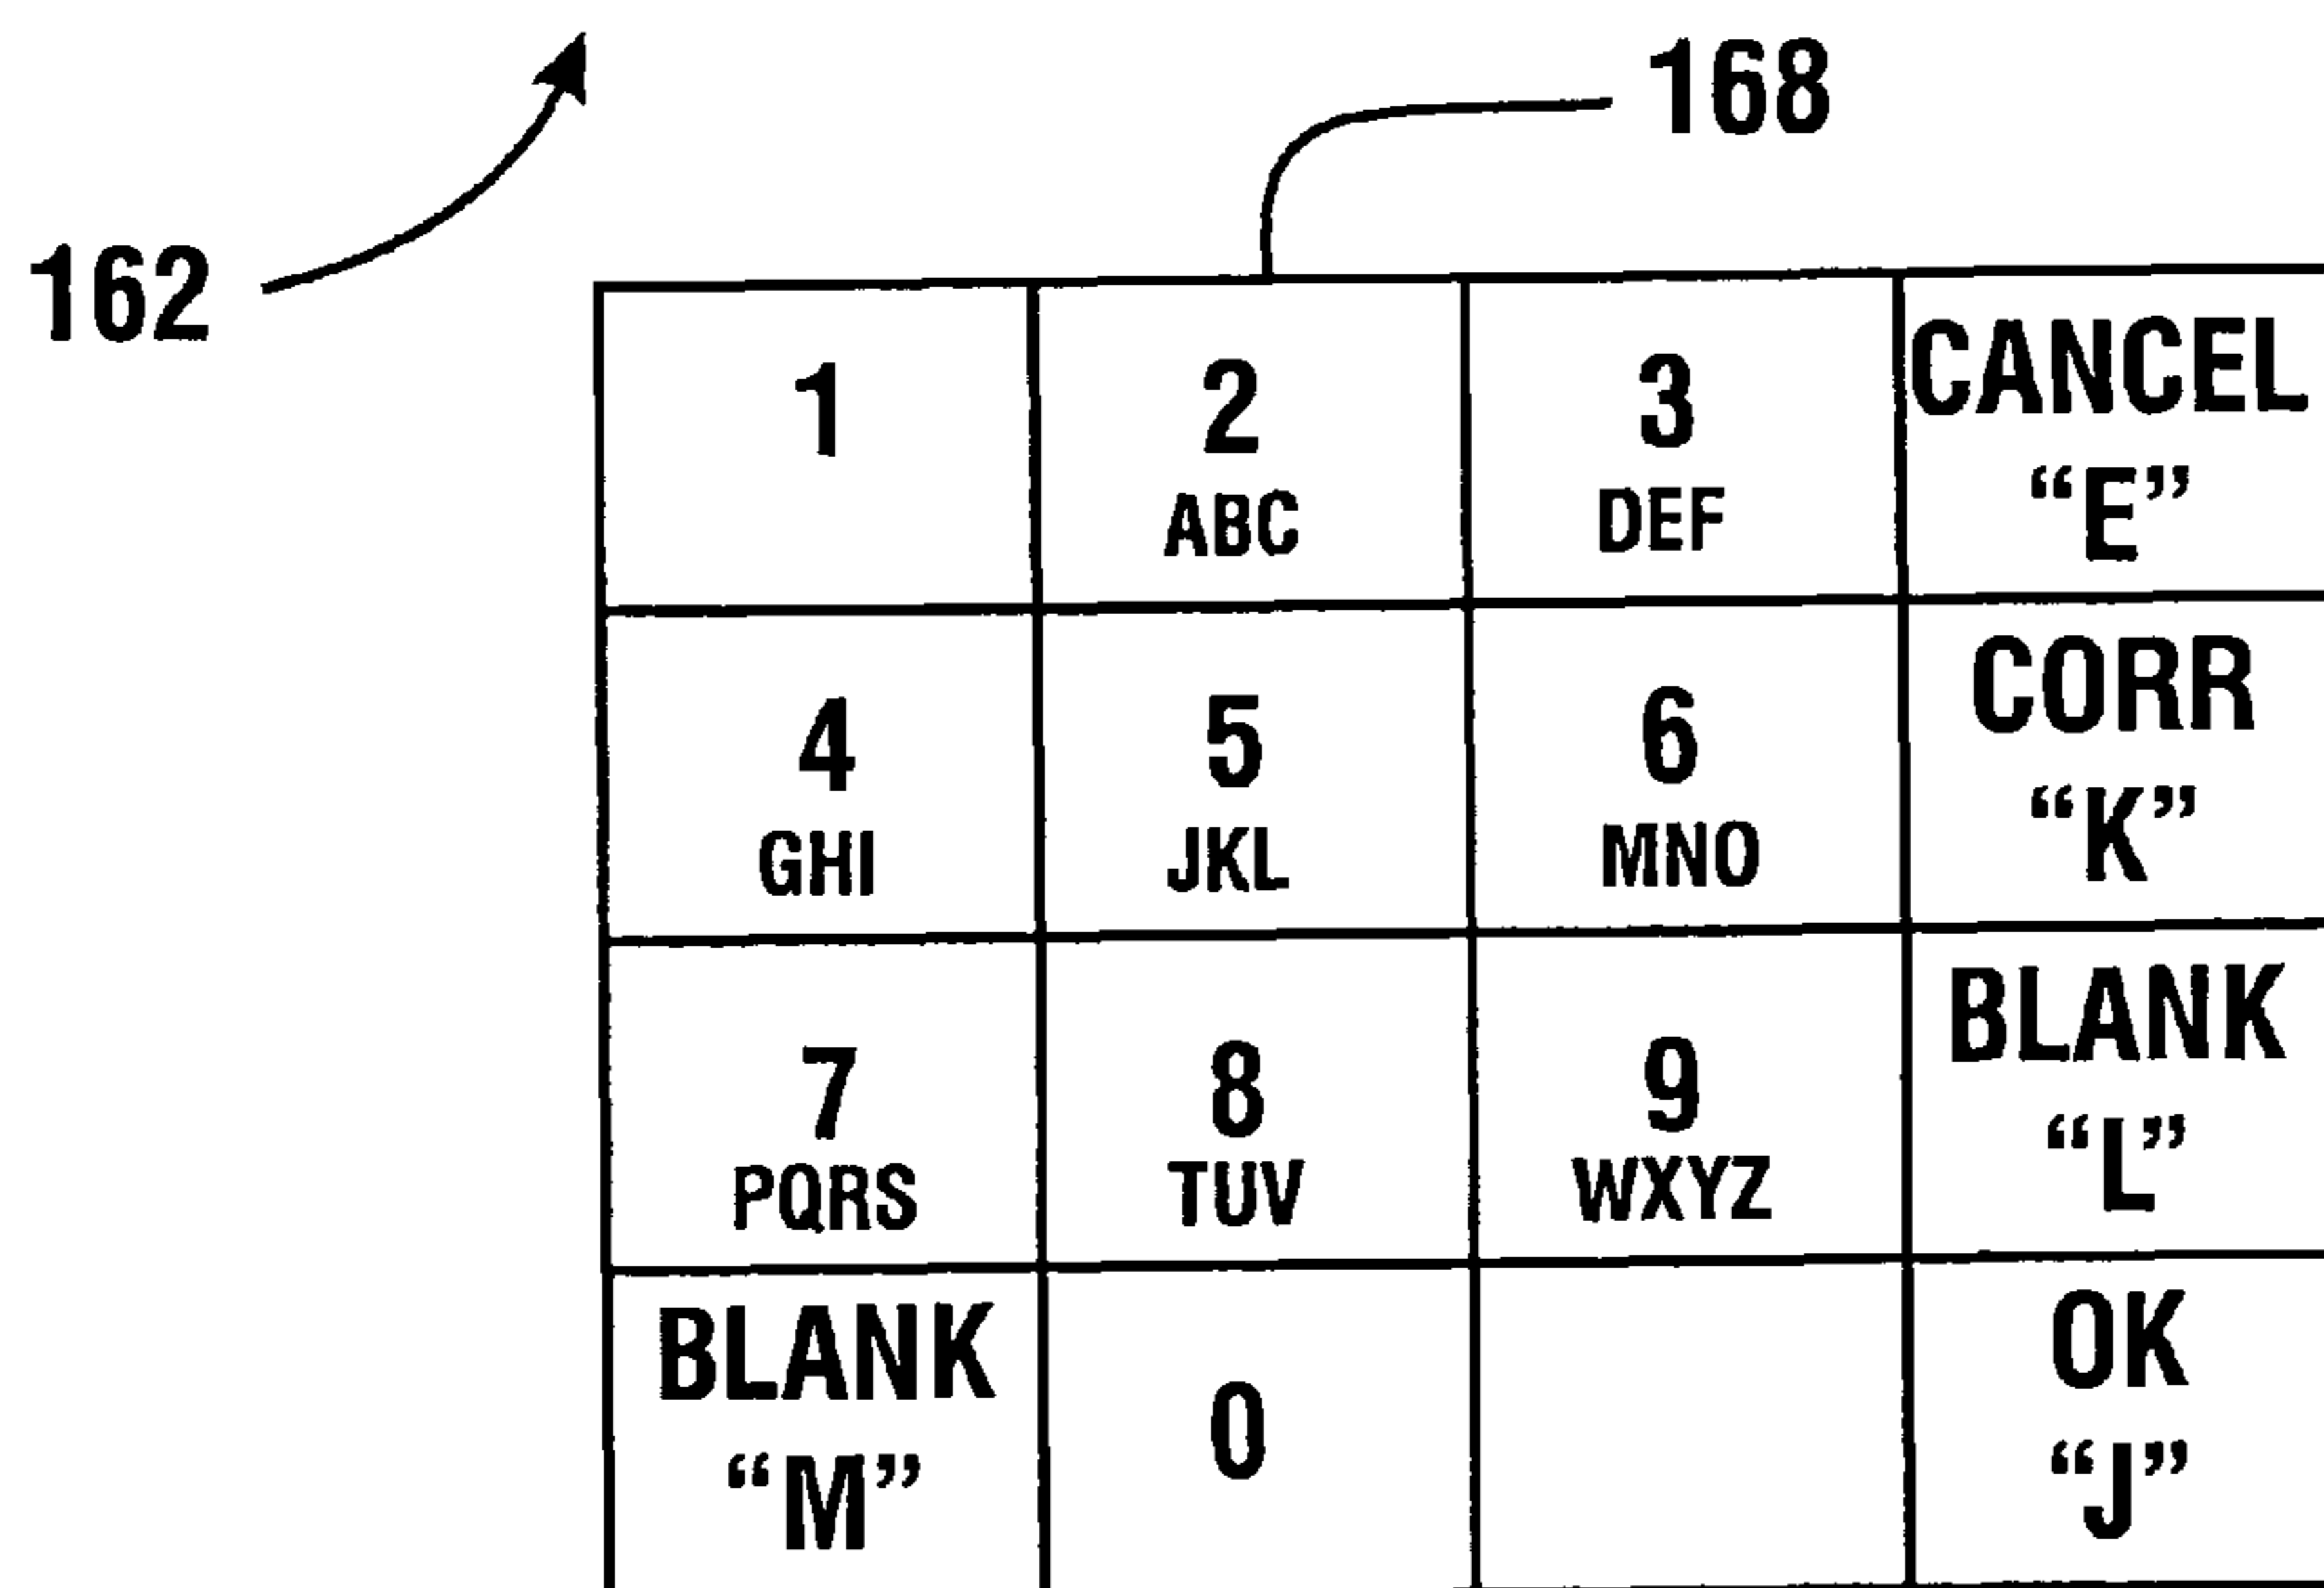 168
162
1 2 3 CANCEL
ABC DEF “E”
4 5 6 CORR
GHI JKL MNO “K”
7 8 9 BLANK
PQRS TUV WXYZ “L”
BLANK 0 OK
“M” “J”